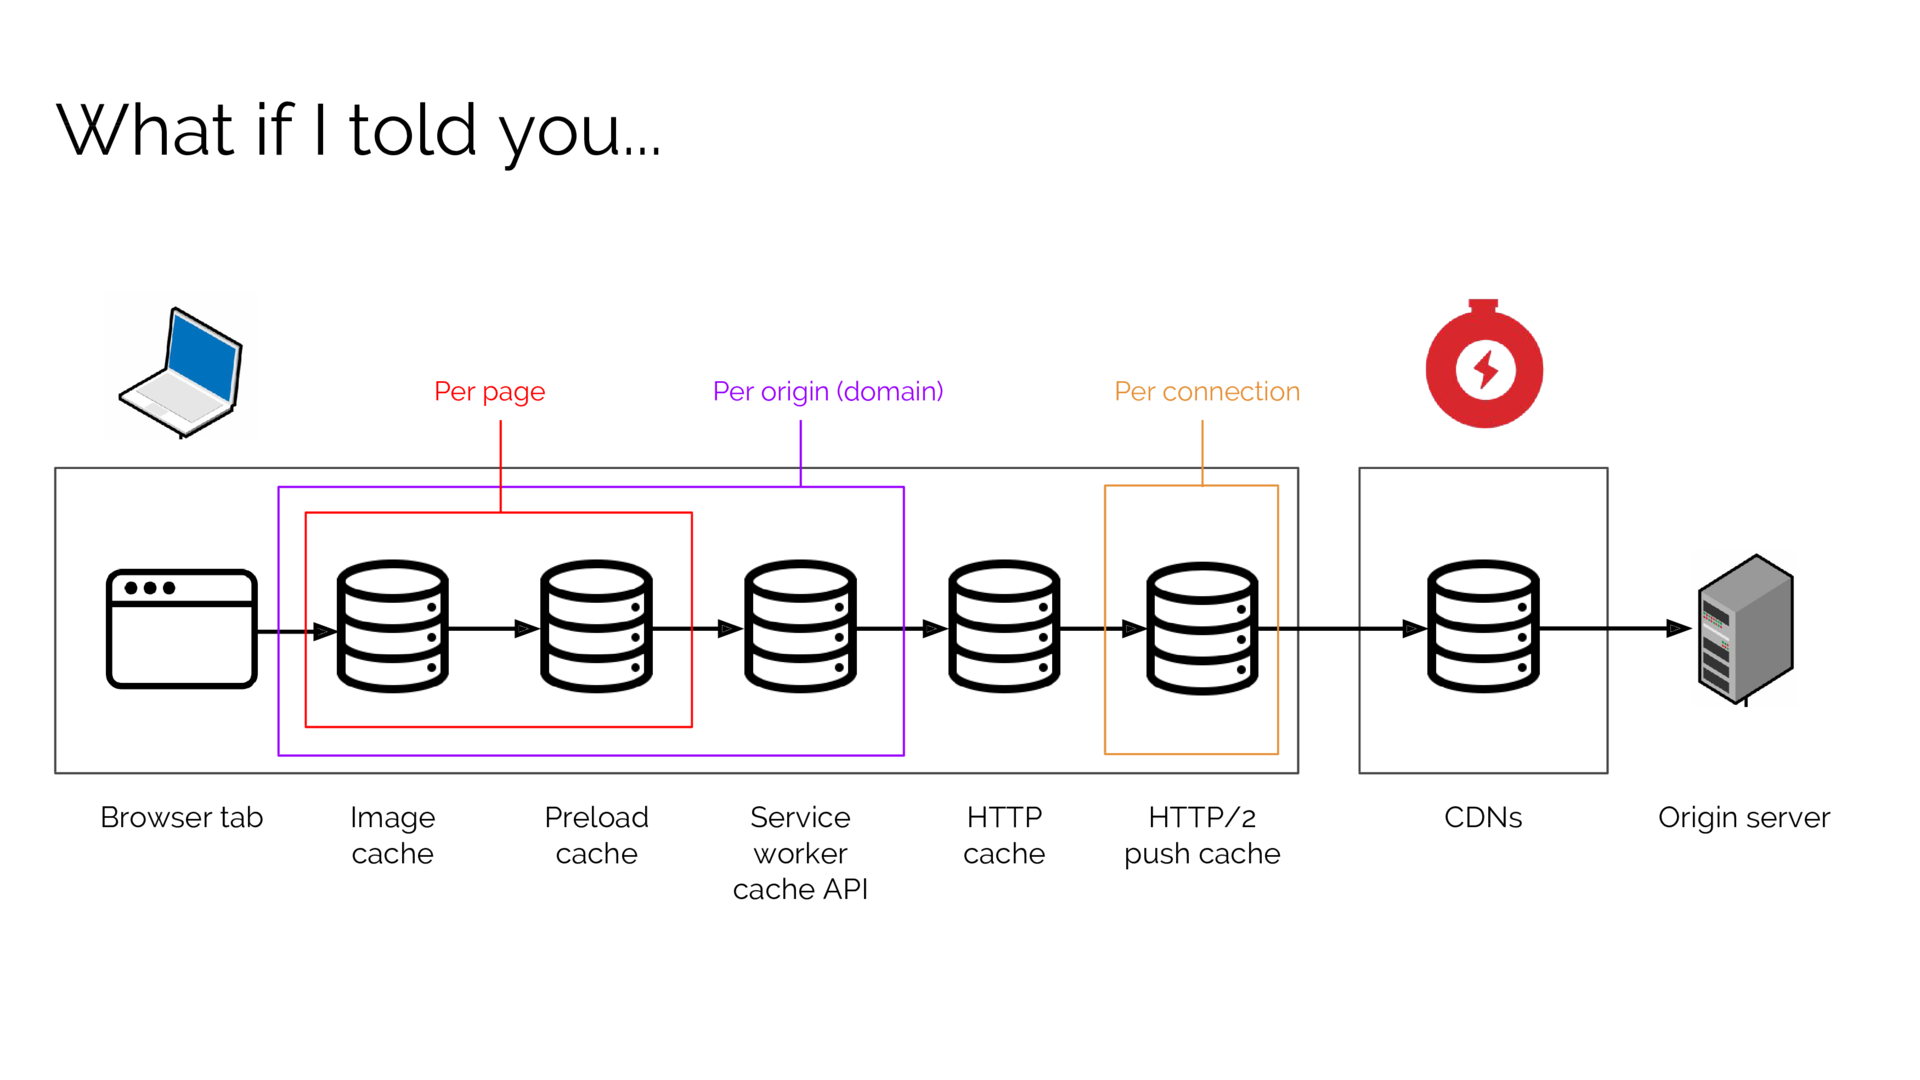 What if I told you...
Per page
Per origin (domain)
Per connection
Browser tab
Image
cache
Preload
cache
Service
worker
cache API
HTTP
cache
HTTP/2
push cache
CDNs
Origin server